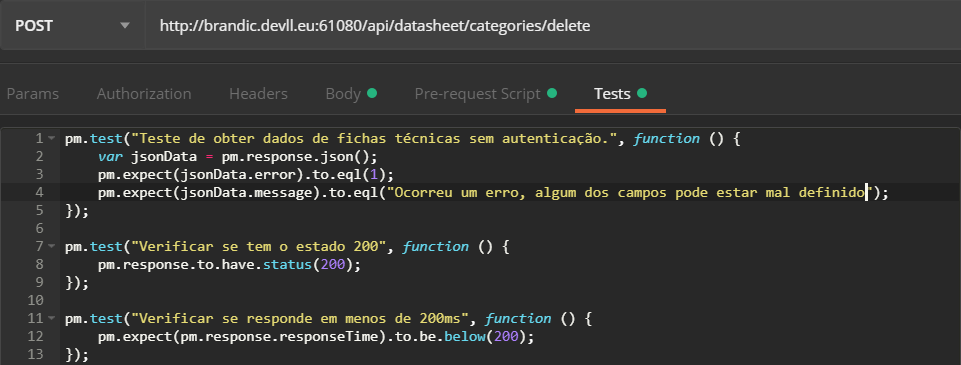 POST http://brandic.devll.eu:61080/api/datasheet/categories/delete
Params Authorization Headers Body Pre-request Script Tests
1 pm.test("Teste de obter dados de fichas técnicas sem autenticação.", function () {
2 var jsonData = pm.response.json();
3 pm.expect(jsonData.error).to.eql(1);
4 pm.expect(jsonData.message).to.eql("Ocorreu um erro, algum dos campos pode estar mal definido");
5 });
6
7 pm.test("Verificar se tem o estado 200", function () {
8 pm.response.to.have.status(200);
9 });
10
11 pm.test("Verificar se responde em menos de 200ms", function () {
12 pm.expect(pm.response.responseTime).to.be.below(200);
13 });